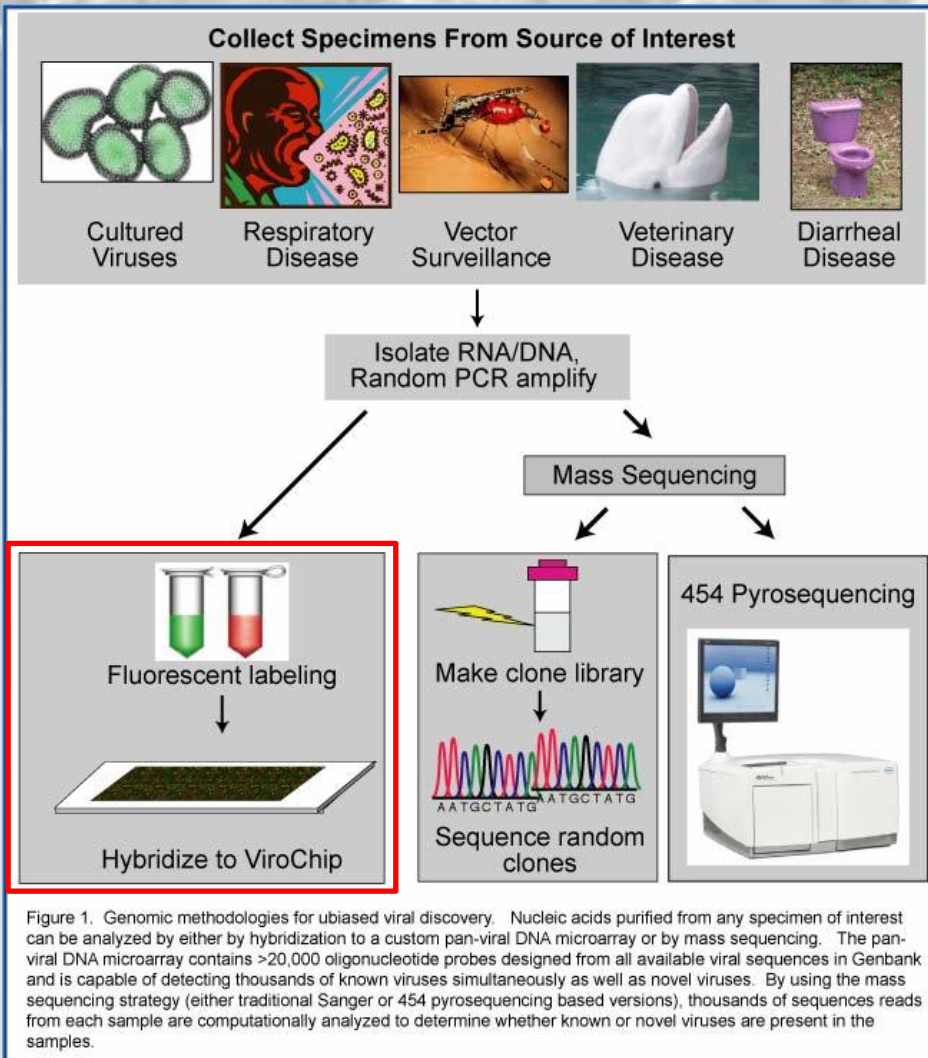 Collect Specimens From Source of Interest
Cultured
Viruses
Respiratory
Disease
Vector
Surveillance
Veterinary
Disease
Diarrheal
Disease
Isolate RNA/DNA,
Random PCR amplify
Mass Sequencing
Fluorescent labeling
Hybridize to ViroChip
Make clone library
AATGCTATG
AATGCTATG
Sequence random
clones
454 Pyrosequencing
Figure 1. Genomic methodologies for ubiased viral discovery. Nucleic acids purified from any specimen of interest
can be analyzed by either by hybridization to a custom pan-viral DNA microarray or by mass sequencing. The pan-
viral DNA microarray contains >20,000 oligonucleotide probes designed from all available viral sequences in Genbank
and is capable of detecting thousands of known viruses simultaneously as well as novel viruses. By using the mass
sequencing strategy (either traditional Sanger or 454 pyrosequencing based versions), thousands of sequences reads
from each sample are computationally analyzed to determine whether known or novel viruses are present in the
samples.